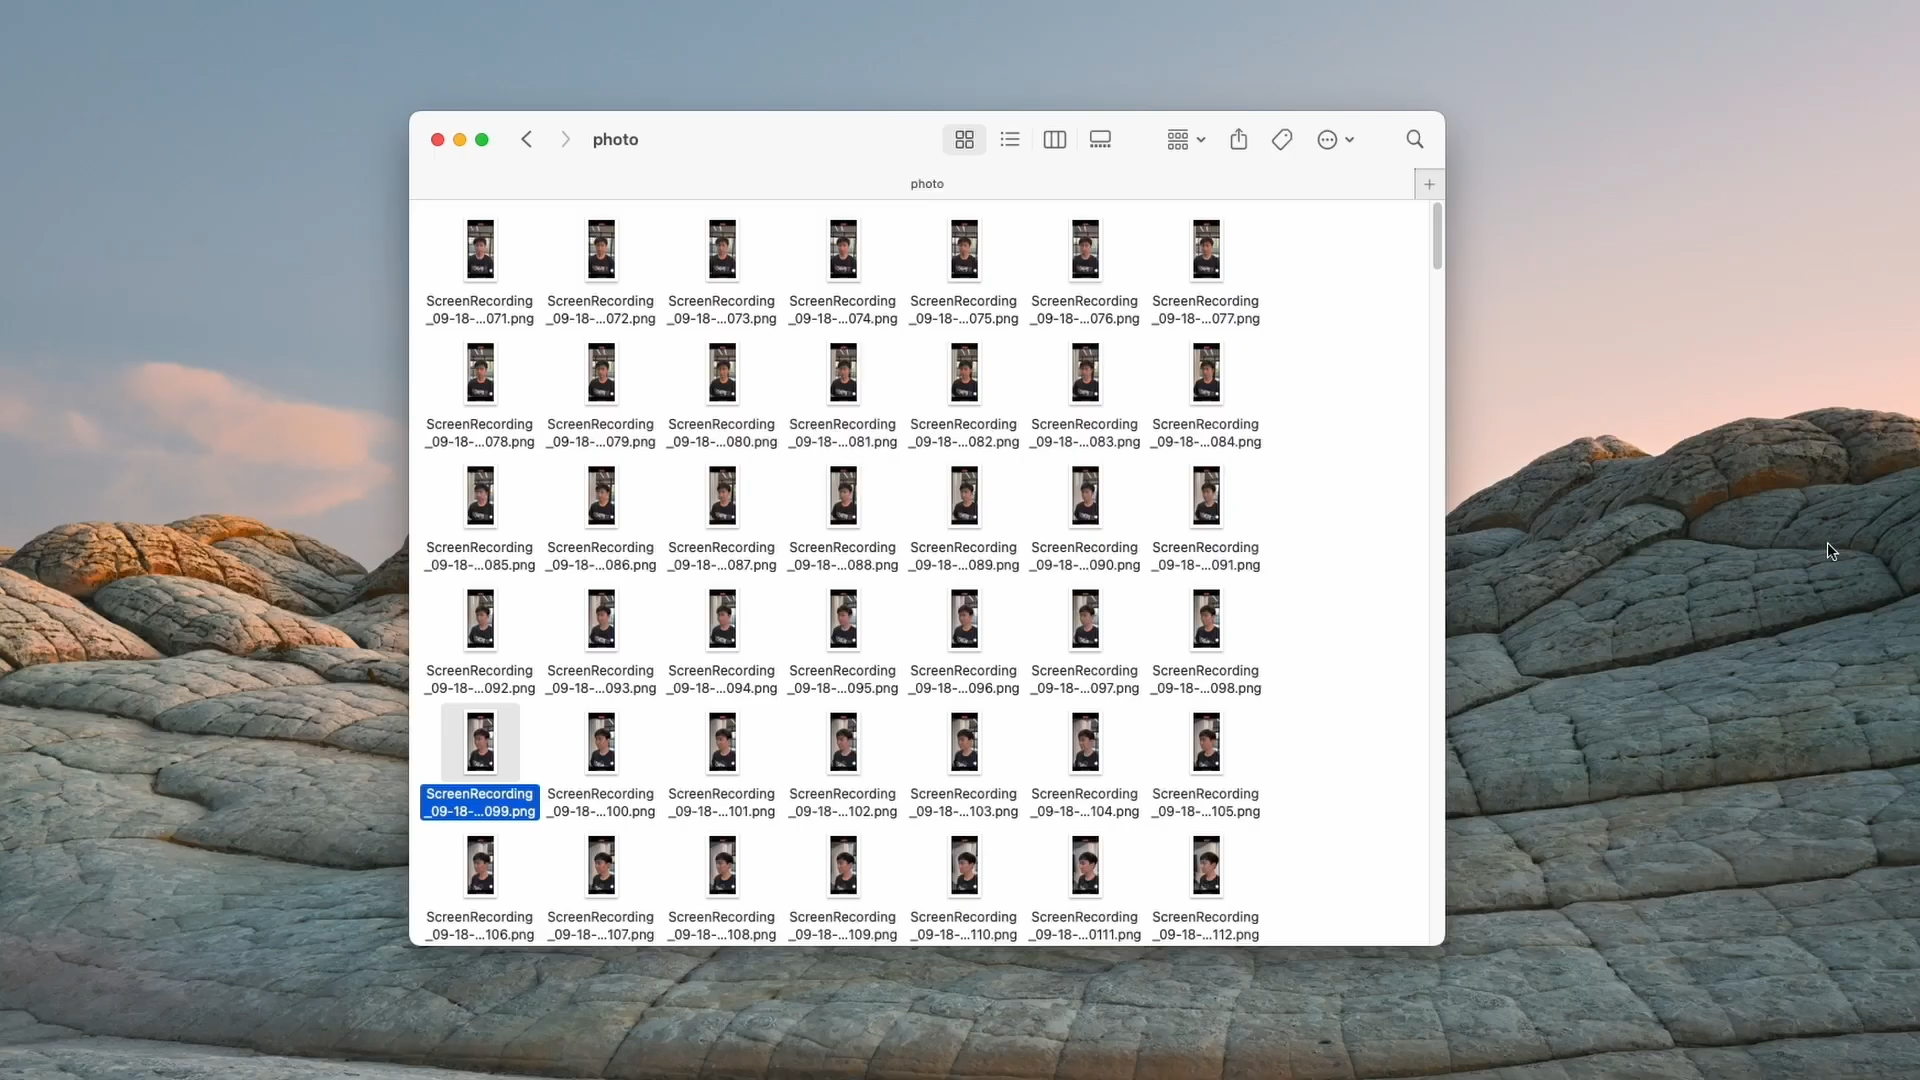 photo
photo
ScreenRecording ScreenRecording ScreenRecording ScreenRecording ScreenRecording ScreenRecording ScreenRecording
_09-18-...071.png _09-18-...072.png _09-18-...073.png _09-18-...074.png _09-18-...075.png _09-18-...076.png _09-18-...077.png
ScreenRecording ScreenRecording ScreenRecording ScreenRecording ScreenRecording ScreenRecording ScreenRecording
_09-18-...078.png _09-18-...079.png _09-18-...080.png _09-18-...081.png _09-18-...082.png _09-18-...083.png _09-18-...084.png
ScreenRecording ScreenRecording ScreenRecording ScreenRecording ScreenRecording ScreenRecording ScreenRecording
_09-18-...085.png _09-18-...086.png _09-18-...087.png _09-18-...088.png _09-18-...089.png _09-18-...090.png _09-18-...091.png
ScreenRecording ScreenRecording ScreenRecording ScreenRecording ScreenRecording ScreenRecording ScreenRecording
_09-18-...092.png _09-18-...093.png _09-18-...094.png _09-18-...095.png _09-18-...096.png _09-18-...097.png _09-18-...098.png
ScreenRecording ScreenRecording ScreenRecording ScreenRecording ScreenRecording ScreenRecording ScreenRecording
_09-18-...099.png _09-18-...100.png _09-18-...101.png _09-18-...102.png _09-18-...103.png _09-18-...104.png _09-18-...105.png
ScreenRecording ScreenRecording ScreenRecording ScreenRecording ScreenRecording ScreenRecording ScreenRecording
_09-18-...106.png _09-18-...107.png _09-18-...108.png _09-18-...109.png _09-18-...110.png _09-18-...0111.png _09-18-...112.png